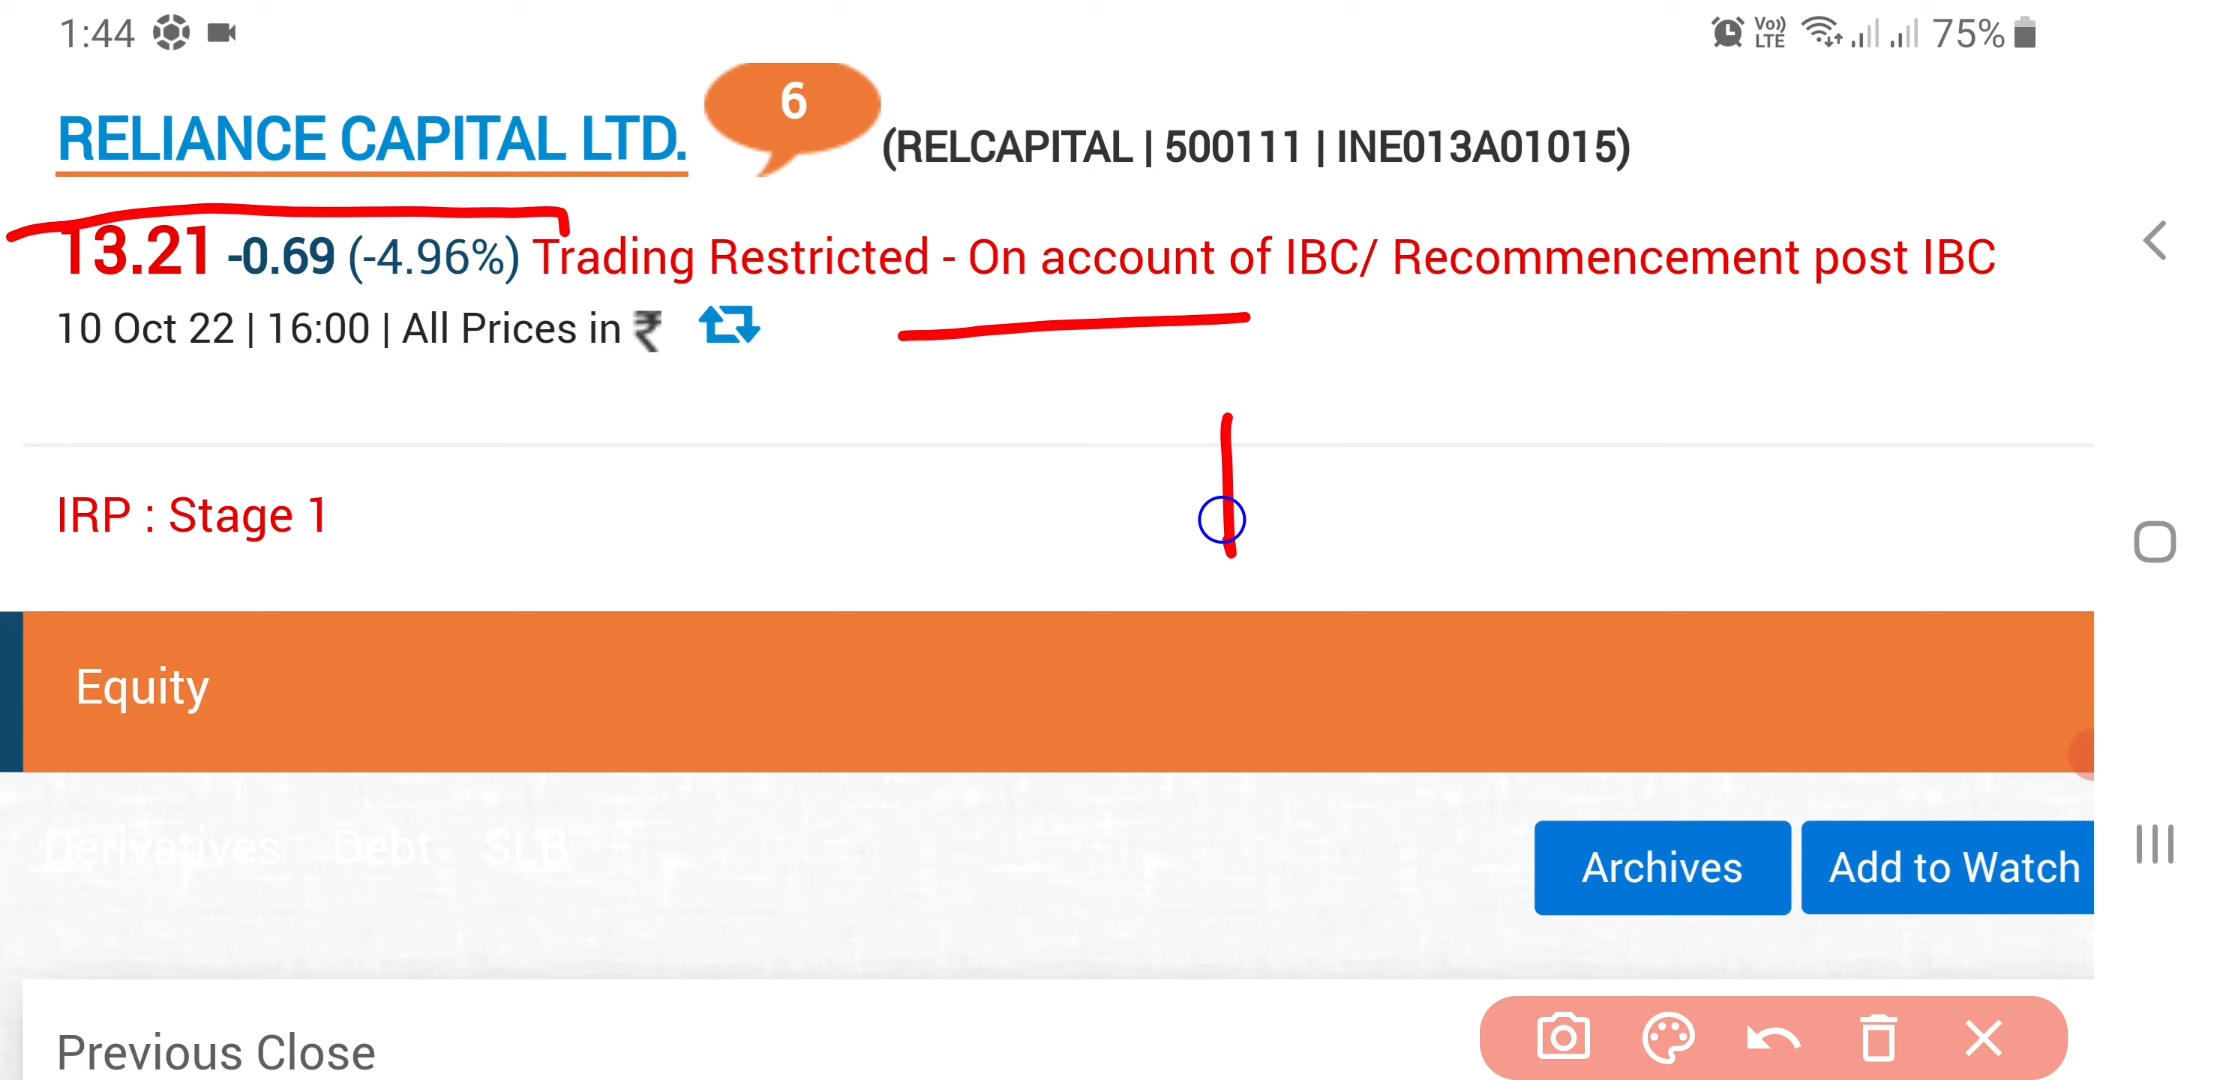 1:44 Vo)) LTE 75%
6
RELIANCE CAPITAL LTD. (RELCAPITAL | 500111 | INE013A01015)
13.21 -0.69 (-4.96%) Trading Restricted - On account of IBC/ Recommencement post IBC
10 Oct 22 | 16:00 | All Prices in ₹
IRP : Stage 1
Equity
Derivatives Debt SLB
Archives Add to Watch
Previous Close